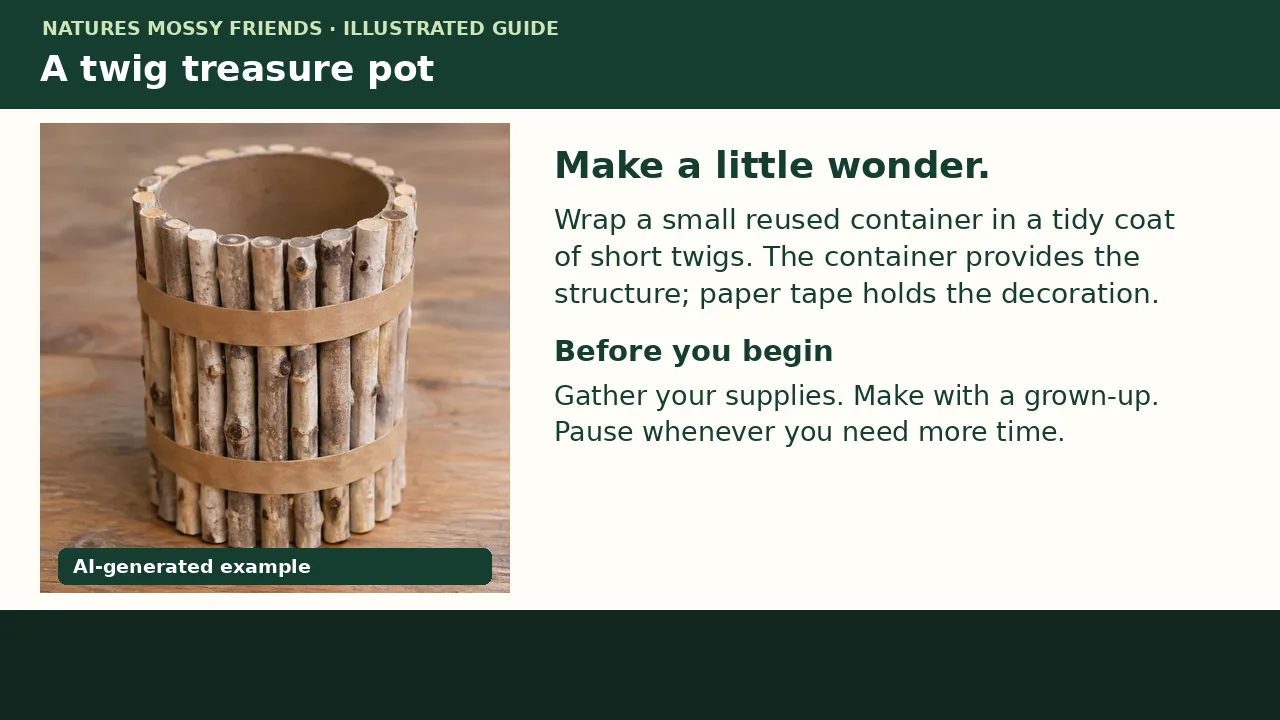 NATURES MOSSY FRIENDS · ILLUSTRATED GUIDE
A twig treasure pot
Make a little wonder.
Wrap a small reused container in a tidy coat
of short twigs. The container provides the
structure; paper tape holds the decoration.
Before you begin
Gather your supplies. Make with a grown-up.
Pause whenever you need more time.
AI-generated example